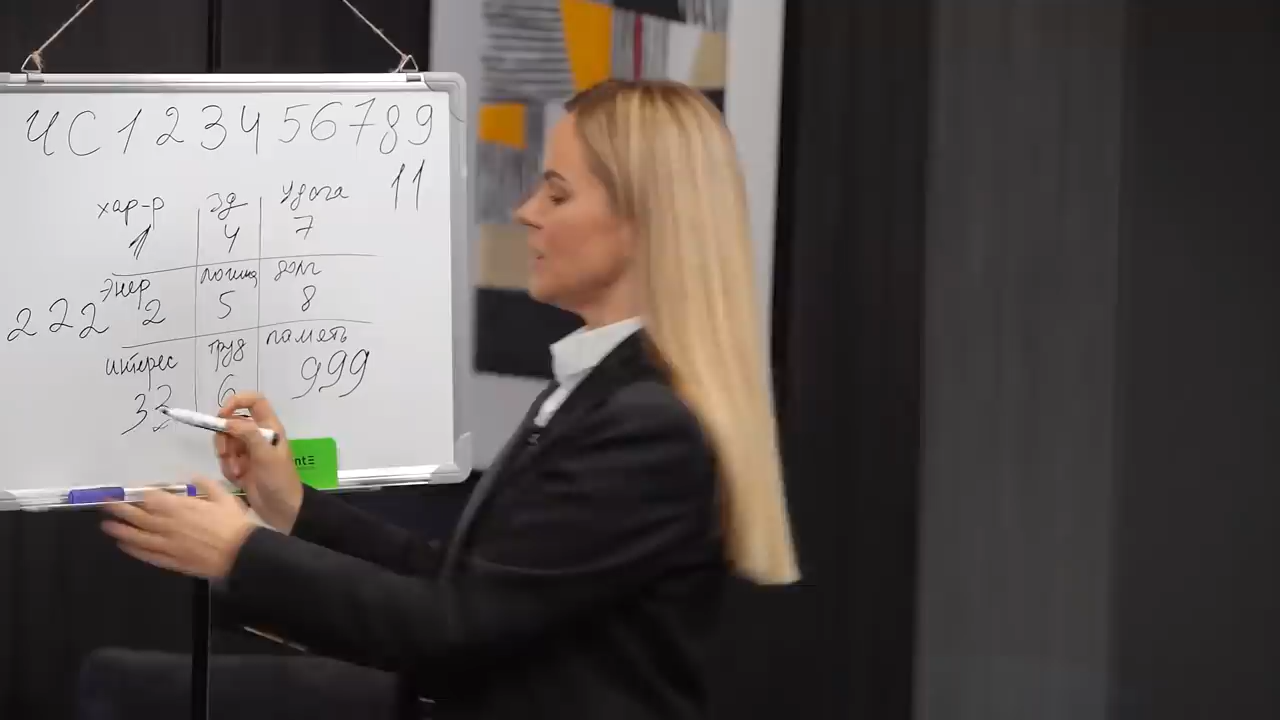 ЧС 1 2 3 4 5 6 7 8 9
11
хар-р зд удача
1 4 7
энер логика долг
222 2 5 8
интерес труд память
33 6 999